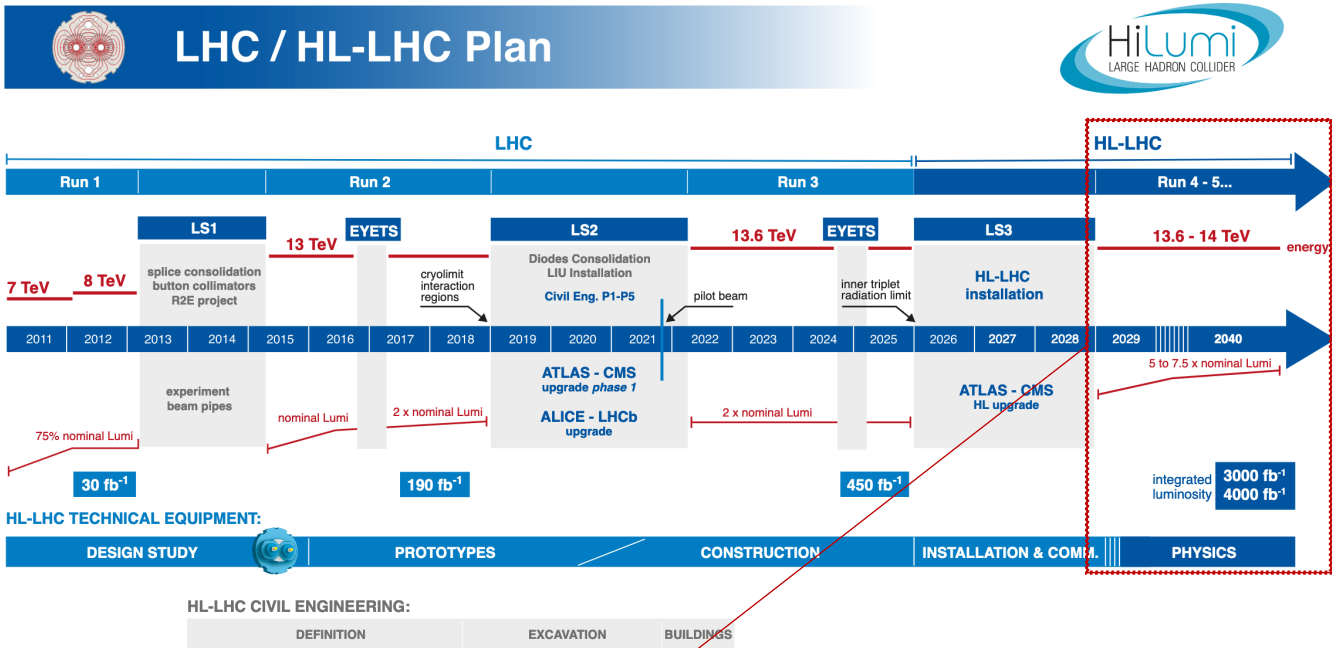 LHC / HL-LHC Plan
HiLumi
LARGE HADRON COLLIDER
LHC
HL-LHC
Run 1
Run 2
Run 3
Run 4 - 5...
LS1
EYETS
LS2
EYETS
LS3
7 TeV
8 TeV
13 TeV
13.6 TeV
13.6 - 14 TeV
energy
splice consolidation
button collimators
R2E project
cryolimit
interaction
regions
Diodes Consolidation
LIU Installation
Civil Eng. P1-P5
pilot beam
inner triplet
radiation limit
HL-LHC
installation
2011 2012 2013 2014 2015 2016 2017 2018 2019 2020 2021 2022 2023 2024 2025 2026 2027 2028 2029 2040
experiment
beam pipes
ATLAS - CMS
upgrade phase 1
ALICE - LHCb
upgrade
ATLAS - CMS
HL upgrade
5 to 7.5 x nominal Lumi
75% nominal Lumi
nominal Lumi
2 x nominal Lumi
2 x nominal Lumi
30 fb-1
190 fb-1
450 fb-1
integrated
luminosity
3000 fb-1
4000 fb-1
HL-LHC TECHNICAL EQUIPMENT:
DESIGN STUDY
PROTOTYPES
CONSTRUCTION
INSTALLATION & COMM.
PHYSICS
HL-LHC CIVIL ENGINEERING:
DEFINITION
EXCAVATION
BUILDINGS